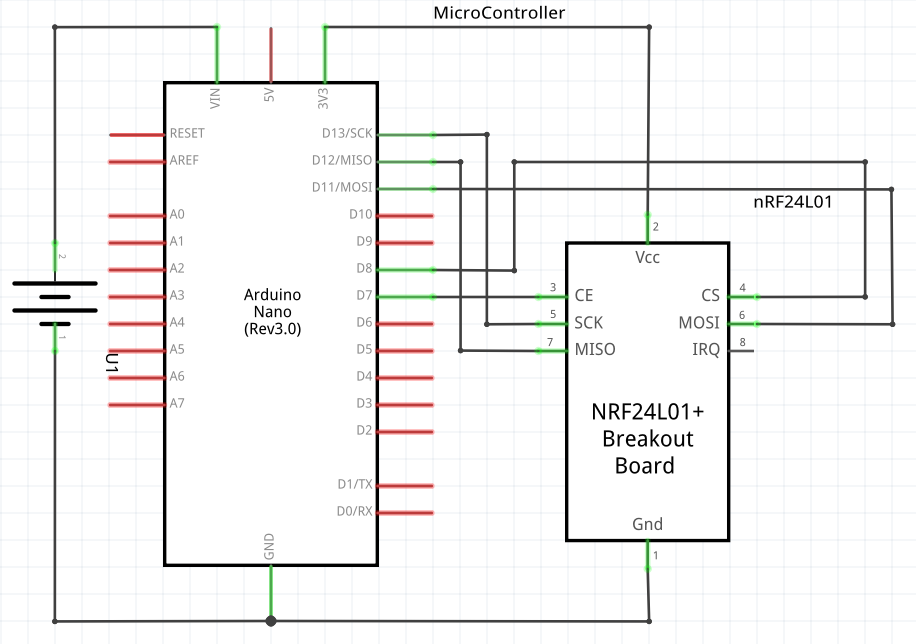 MicroController
VIN
5V
3V3
RESET
AREF
A0
A1
A2
A3
A4
A5
A6
A7
D13/SCK
D12/MISO
D11/MOSI
D10
D9
D8
D7
D6
D5
D4
D3
D2
D1/TX
D0/RX
Arduino
Nano
(Rev3.0)
GND
2
1
U1
nRF24L01
2
Vcc
3
CE
5
SCK
7
MISO
CS
4
MOSI
6
IRQ
8
NRF24L01+
Breakout
Board
Gnd
1